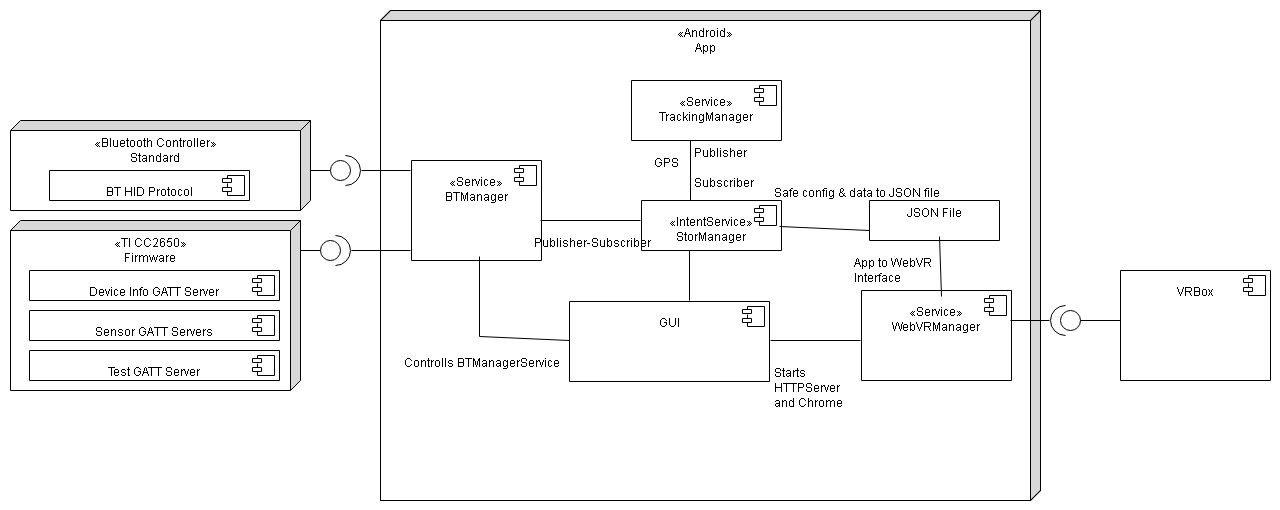 «Android»
App
«Service»
TrackingManager
GPS
Publisher
Subscriber
«Bluetooth Controller»
Standard
BT HID Protocol
«Service»
BTManager
Publisher-Subscriber
«IntentService»
StorManager
Safe config & data to JSON file
JSON File
«TI CC2650»
Firmware
Device Info GATT Server
Sensor GATT Servers
Test GATT Server
App to WebVR
Interface
«Service»
WebVRManager
VRBox
GUI
Controlls BTManagerService
Starts
HTTPServer
and Chrome